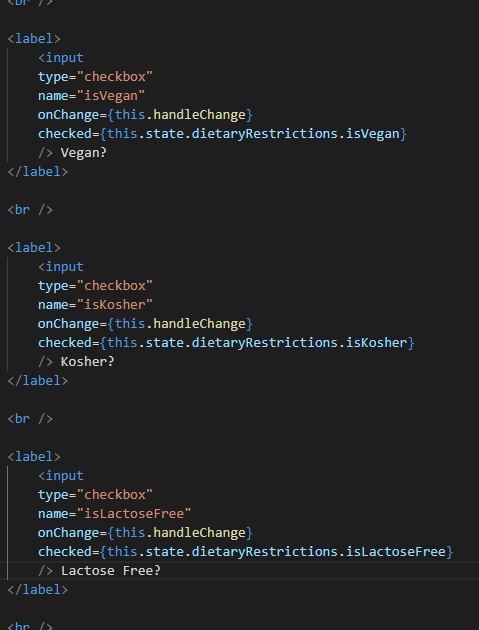 <br />
<label>
<input
type="checkbox"
name="isVegan"
onChange={this.handleChange}
checked={this.state.dietaryRestrictions.isVegan}
/> Vegan?
</label>
<br />
<label>
<input
type="checkbox"
name="isKosher"
onChange={this.handleChange}
checked={this.state.dietaryRestrictions.isKosher}
/> Kosher?
</label>
<br />
<label>
<input
type="checkbox"
name="isLactoseFree"
onChange={this.handleChange}
checked={this.state.dietaryRestrictions.isLactoseFree}
/> Lactose Free?
</label>
<br />